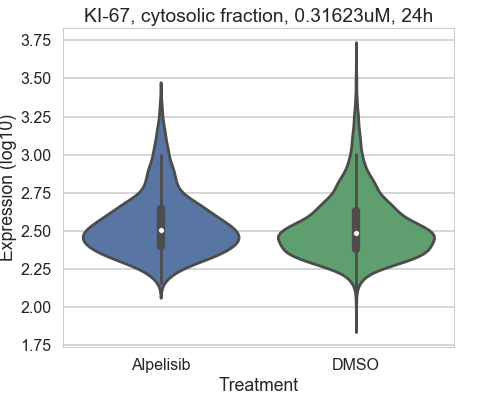 KI-67, cytosolic fraction, 0.31623uM, 24h
Expression (log10)
3.75
3.50
3.25
3.00
2.75
2.50
2.25
2.00
1.75
Alpelisib DMSO
Treatment